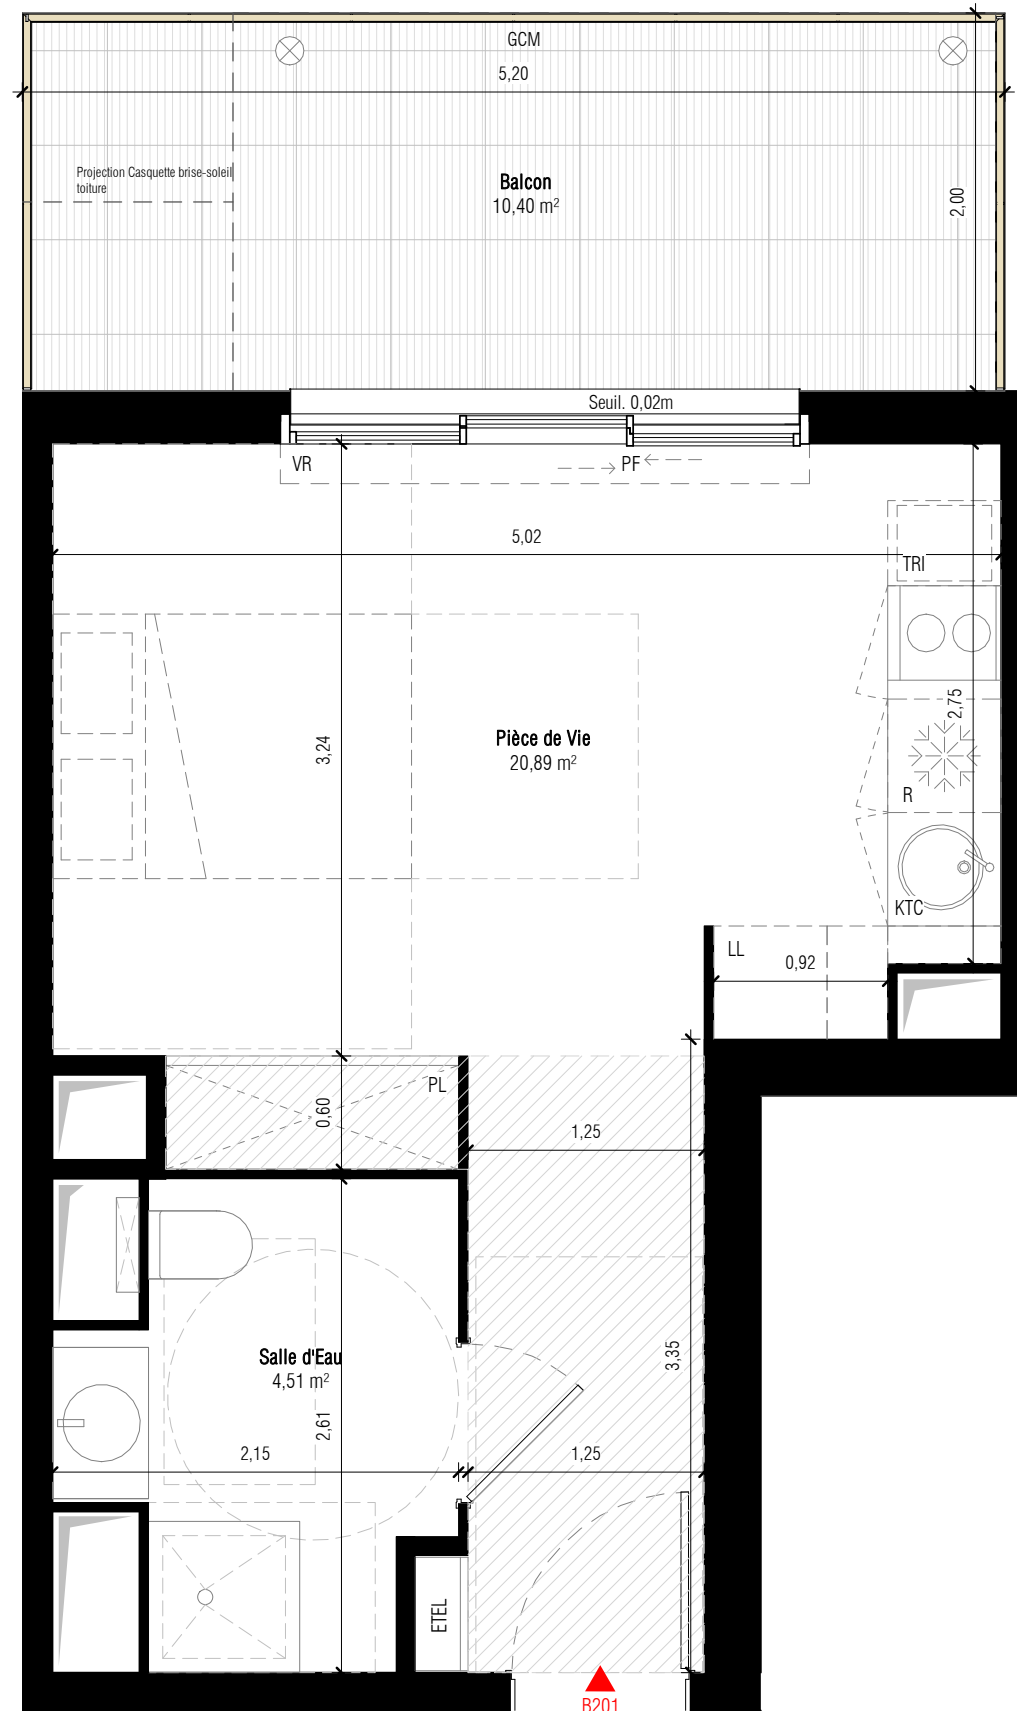 GCM
5,20
Projection Casquette brise-soleil
toiture
Balcon
10,40 m²
2,00
Seuil. 0,02m
VR
PF
5,02
TRI
2,75
3,24
Pièce de Vie
20,89 m²
R
KTC
LL
0,92
PL
0,60
1,25
3,35
Salle d'Eau
4,51 m²
2,61
2,15
1,25
ETEL
B201